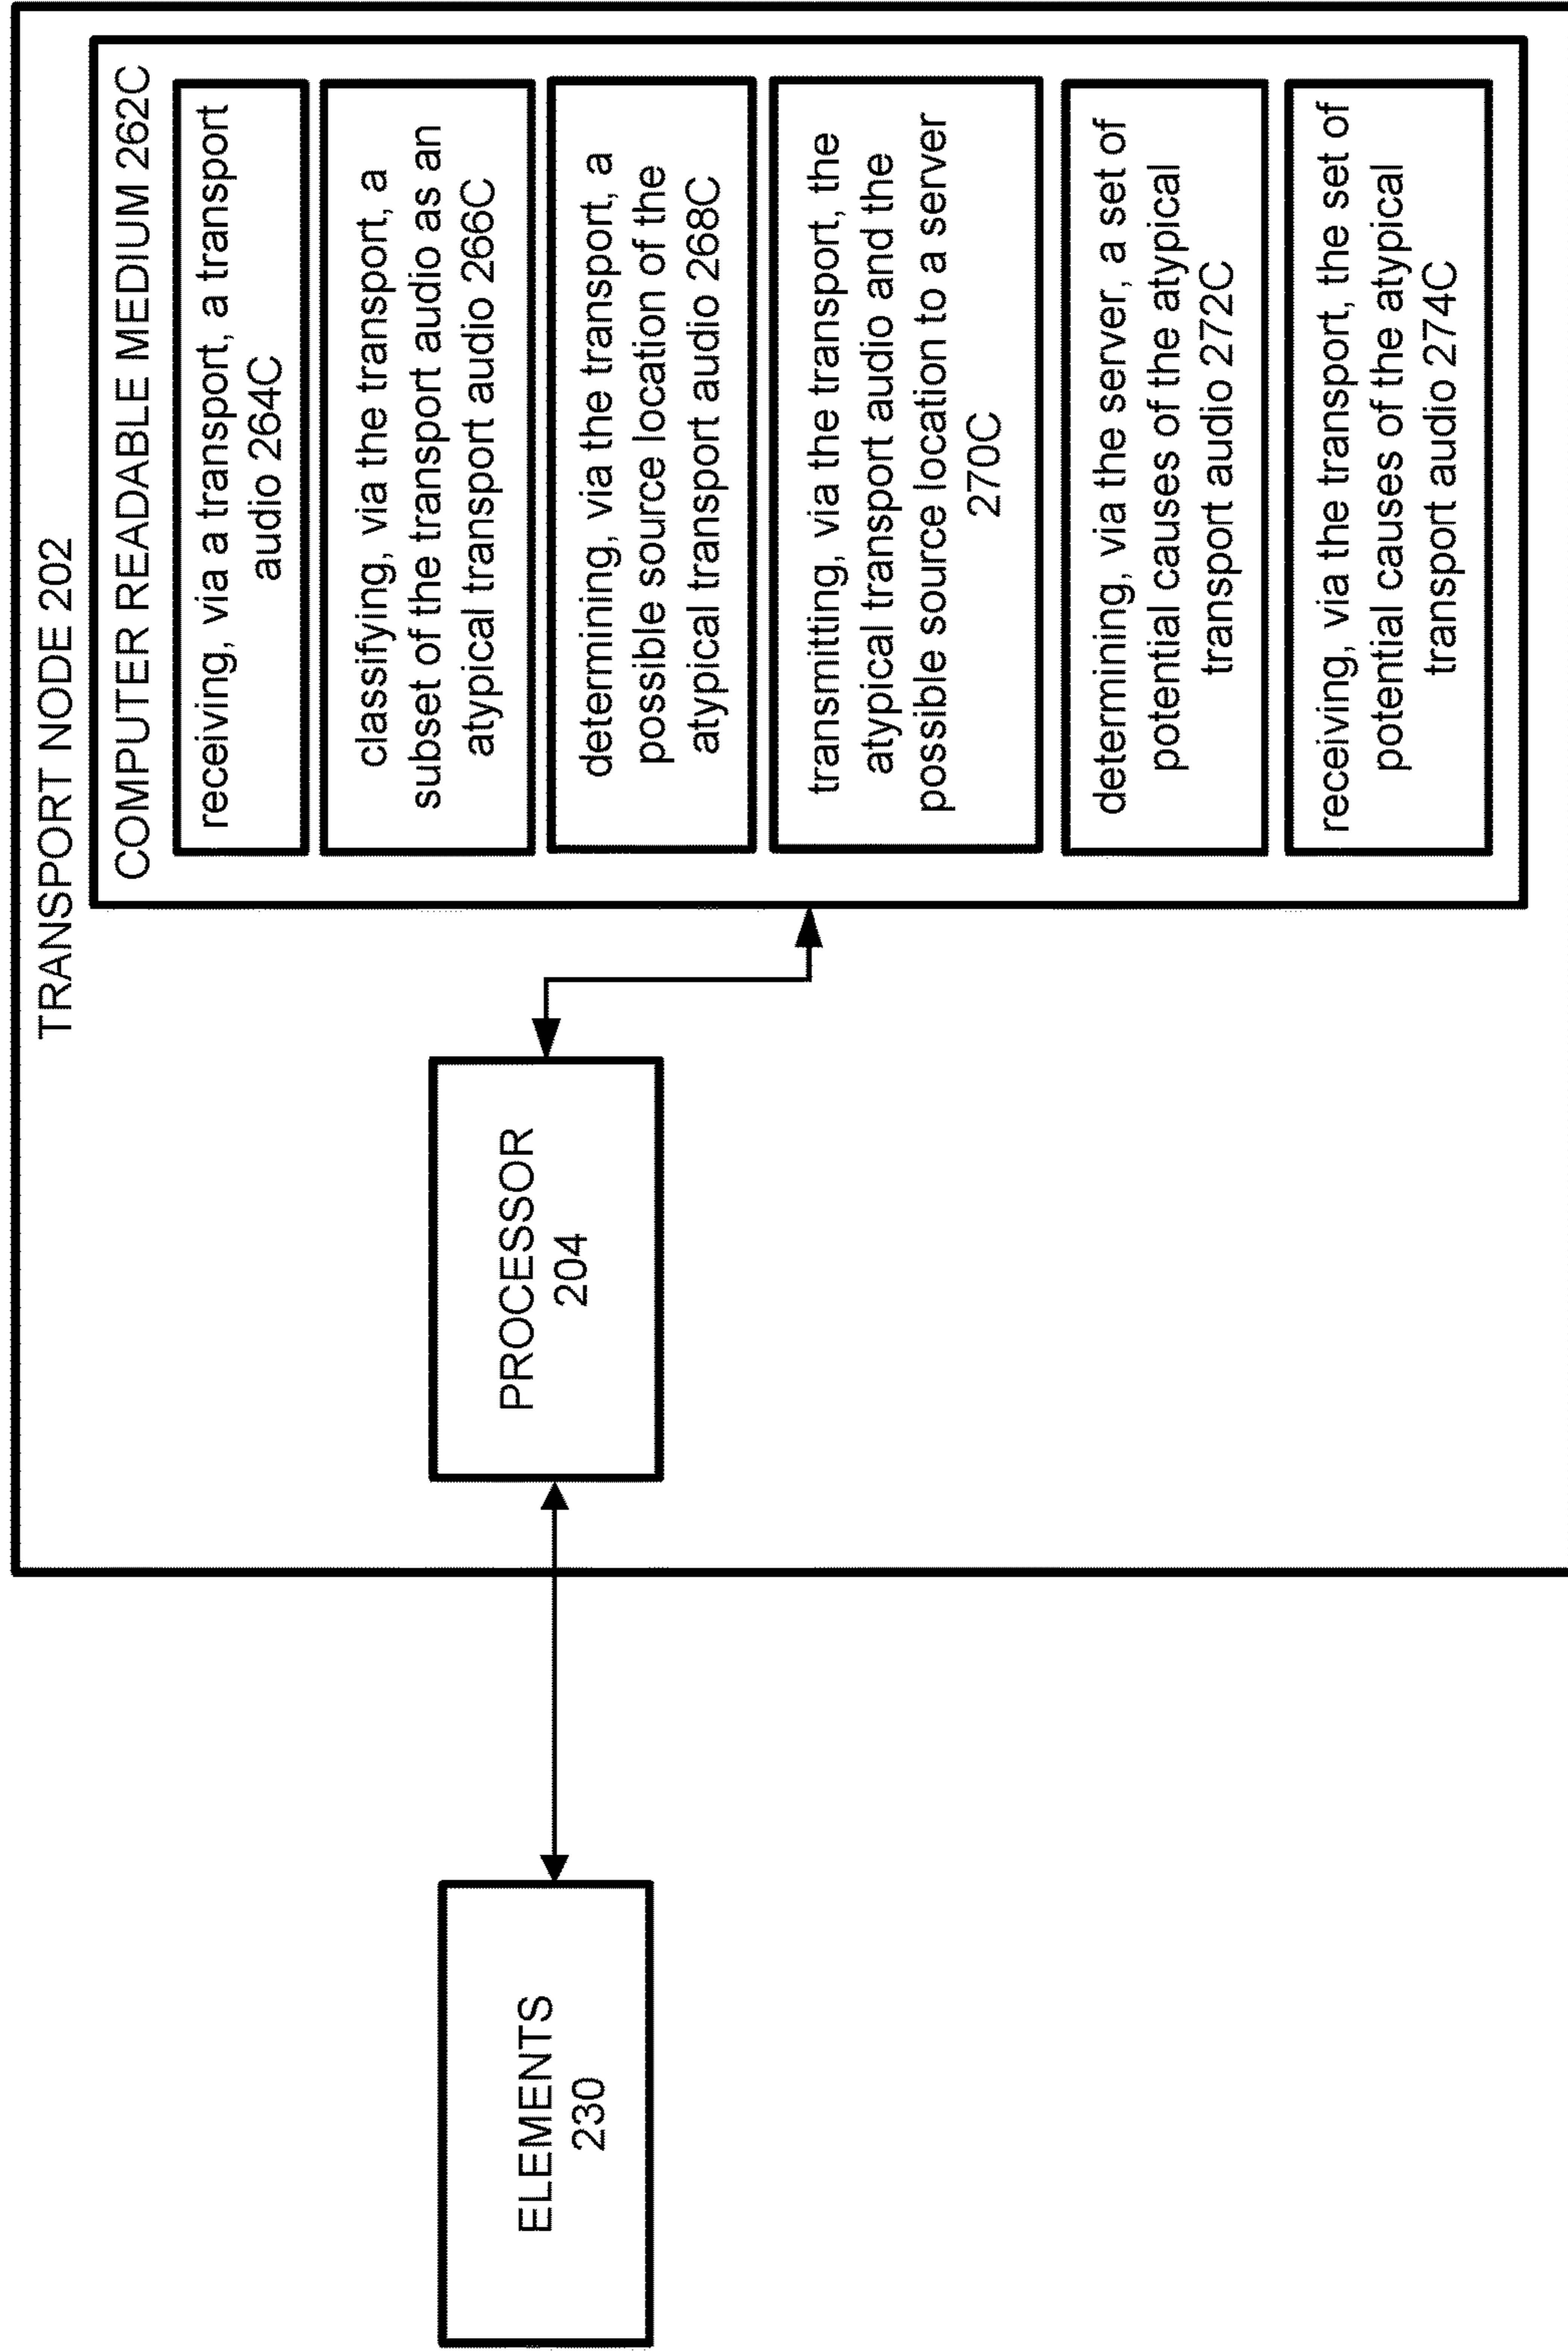 TRANSPORT NODE 202
COMPUTER READABLE MEDIUM 262C
receiving, via a transport, a transport
audio 264C
classifying, via the transport, a
subset of the transport audio as an
atypical transport audio 266C
determining, via the transport, a
possible source location of the
atypical transport audio 268C
transmitting, via the transport, the
atypical transport audio and the
possible source location to a server
270C
determining, via the server, a set of
potential causes of the atypical
transport audio 272C
receiving, via the transport, the set of
potential causes of the atypical
transport audio 274C
PROCESSOR
204
ELEMENTS
230